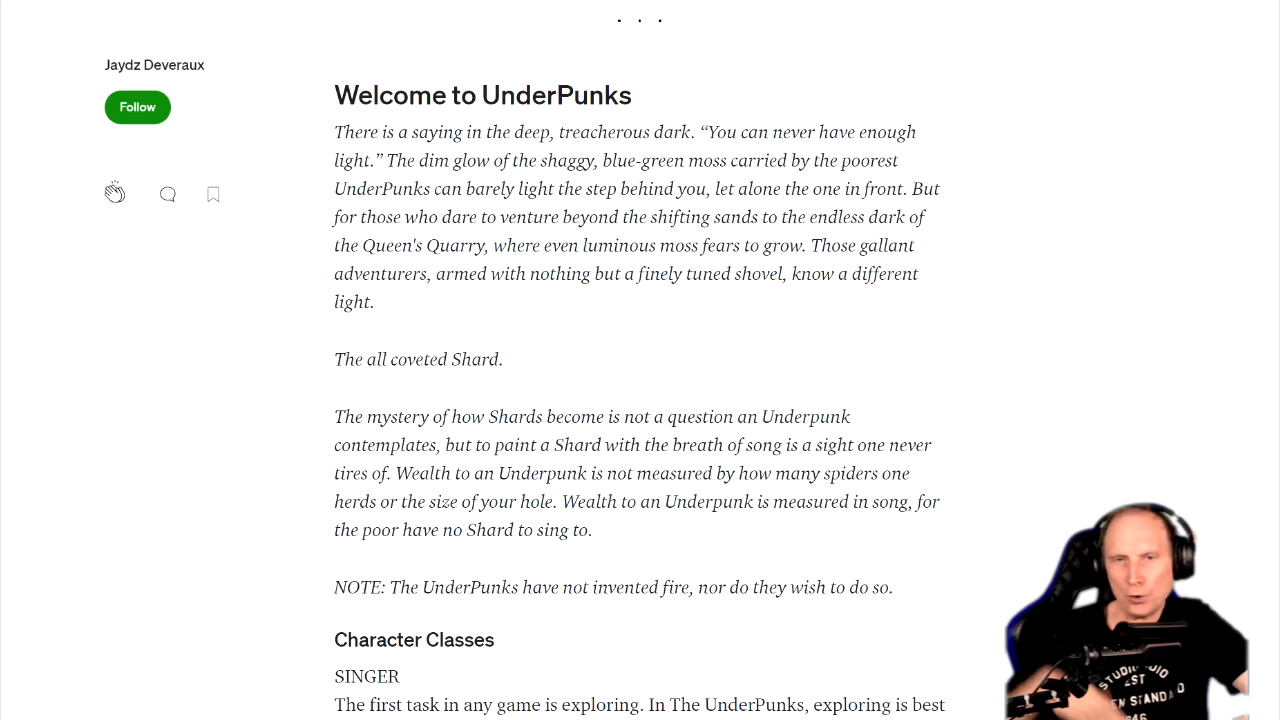 . . .
Jaydz Deveraux
Follow
Welcome to UnderPunks
There is a saying in the deep, treacherous dark. “You can never have enough
light.” The dim glow of the shaggy, blue-green moss carried by the poorest
UnderPunks can barely light the step behind you, let alone the one in front. But
for those who dare to venture beyond the shifting sands to the endless dark of
the Queen's Quarry, where even luminous moss fears to grow. Those gallant
adventurers, armed with nothing but a finely tuned shovel, know a different
light.
The all coveted Shard.
The mystery of how Shards become is not a question an Underpunk
contemplates, but to paint a Shard with the breath of song is a sight one never
tires of. Wealth to an Underpunk is not measured by how many spiders one
herds or the size of your hole. Wealth to an Underpunk is measured in song, for
the poor have no Shard to sing to.
NOTE: The UnderPunks have not invented fire, nor do they wish to do so.
Character Classes
SINGER
The first task in any game is exploring. In The UnderPunks, exploring is best